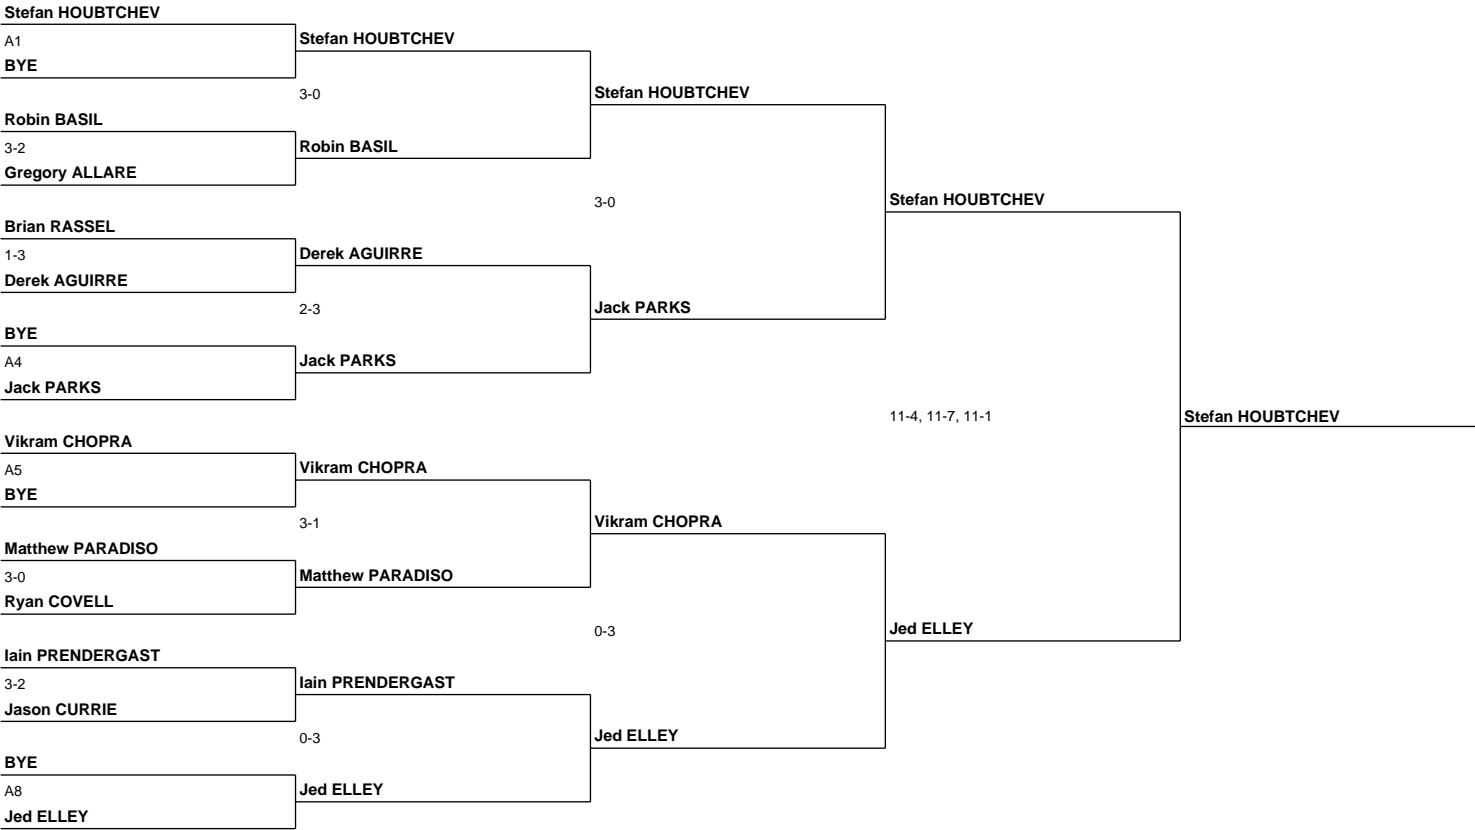 Stefan HOUBTCHEV
A1
BYE
Stefan HOUBTCHEV
3-0
Robin BASIL
3-2
Gregory ALLARE
Robin BASIL
Stefan HOUBTCHEV
3-0
Brian RASSEL
1-3
Derek AGUIRRE
Derek AGUIRRE
2-3
BYE
A4
Jack PARKS
Jack PARKS
Jack PARKS
Stefan HOUBTCHEV
11-4, 11-7, 11-1
Stefan HOUBTCHEV
Vikram CHOPRA
A5
BYE
Vikram CHOPRA
3-1
Matthew PARADISO
3-0
Ryan COVELL
Matthew PARADISO
Vikram CHOPRA
0-3
Iain PRENDERGAST
3-2
Jason CURRIE
Iain PRENDERGAST
0-3
BYE
A8
Jed ELLEY
Jed ELLEY
Jed ELLEY
Jed ELLEY